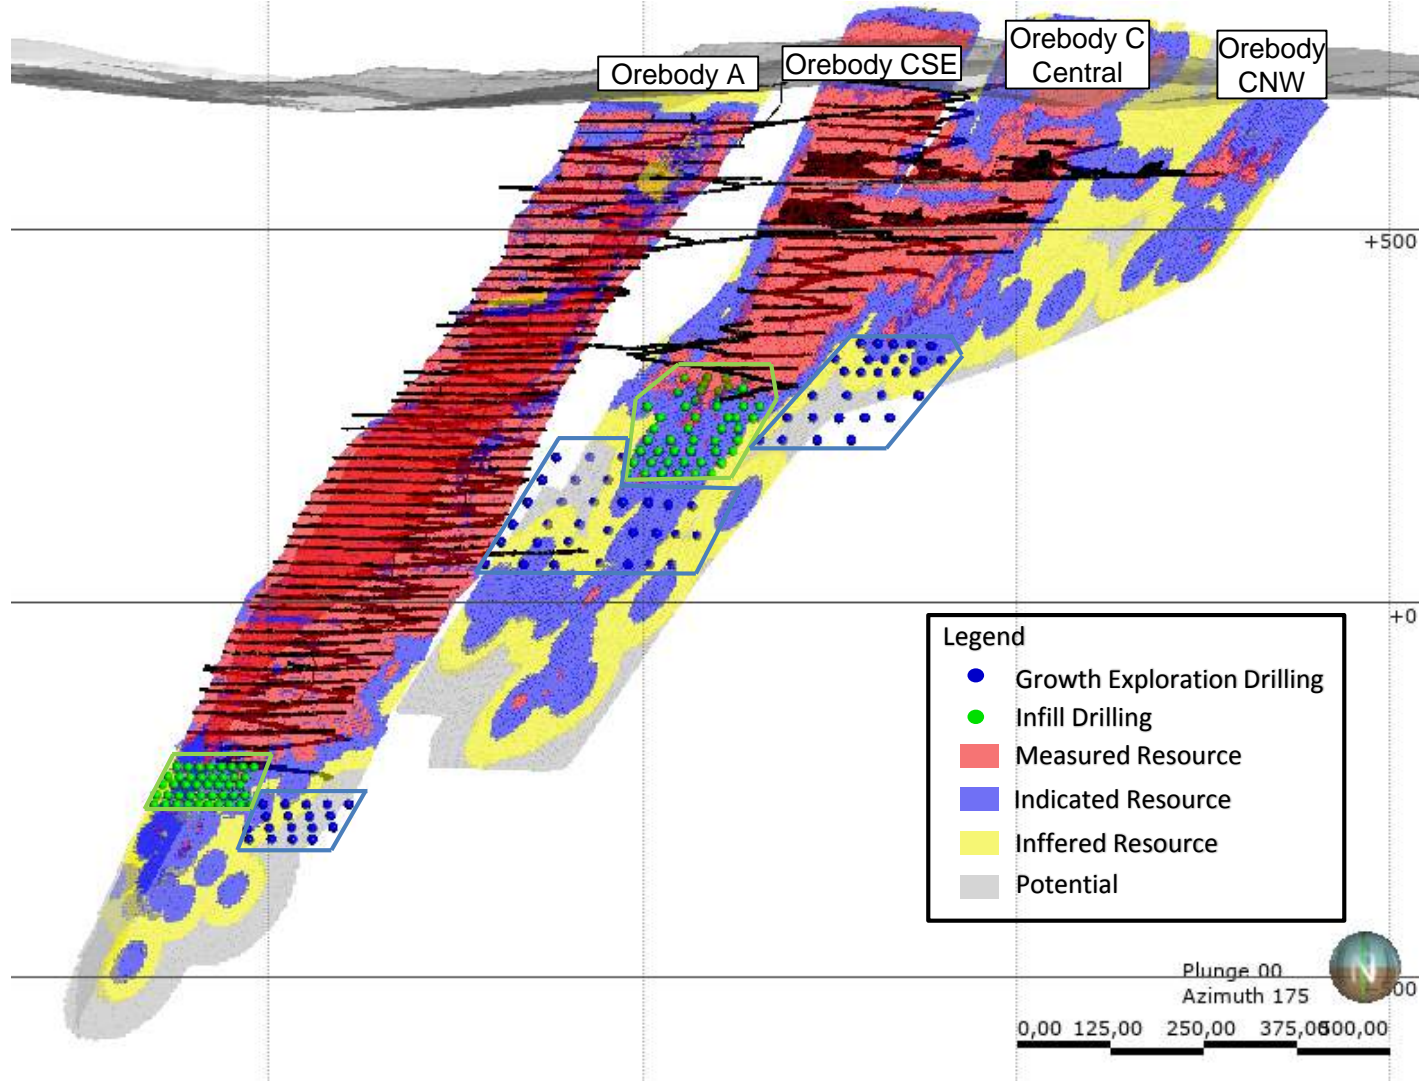 Orebody A
Orebody CSE
Orebody C
Central
Orebody
CNW
+500
+0
Legend
Growth Exploration Drilling
Infill Drilling
Measured Resource
Indicated Resource
Inffered Resource
Potential
N
Plunge 00
Azimuth 175
-500
0,00 125,00 250,00 375,00 500,00